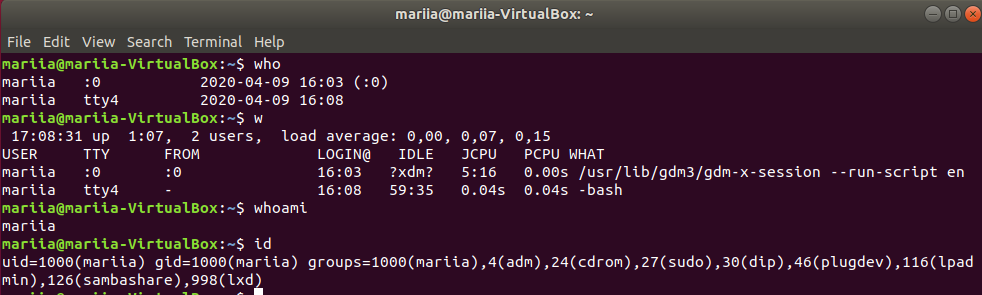 mariia@mariia-VirtualBox: ~
File Edit View Search Terminal Help
mariia@mariia-VirtualBox:~$ who
mariia   :0           2020-04-09 16:03 (:0)
mariia   tty4         2020-04-09 16:08
mariia@mariia-VirtualBox:~$ w
 17:08:31 up  1:07,  2 users,  load average: 0,00, 0,07, 0,15
USER     TTY      FROM             LOGIN@   IDLE   JCPU   PCPU WHAT
mariia   :0       :0               16:03   ?xdm?   5:16   0.00s /usr/lib/gdm3/gdm-x-session --run-script en
mariia   tty4     -                16:08   59:35   0.04s  0.04s -bash
mariia@mariia-VirtualBox:~$ whoami
mariia
mariia@mariia-VirtualBox:~$ id
uid=1000(mariia) gid=1000(mariia) groups=1000(mariia),4(adm),24(cdrom),27(sudo),30(dip),46(plugdev),116(lpad
min),126(sambashare),998(lxd)